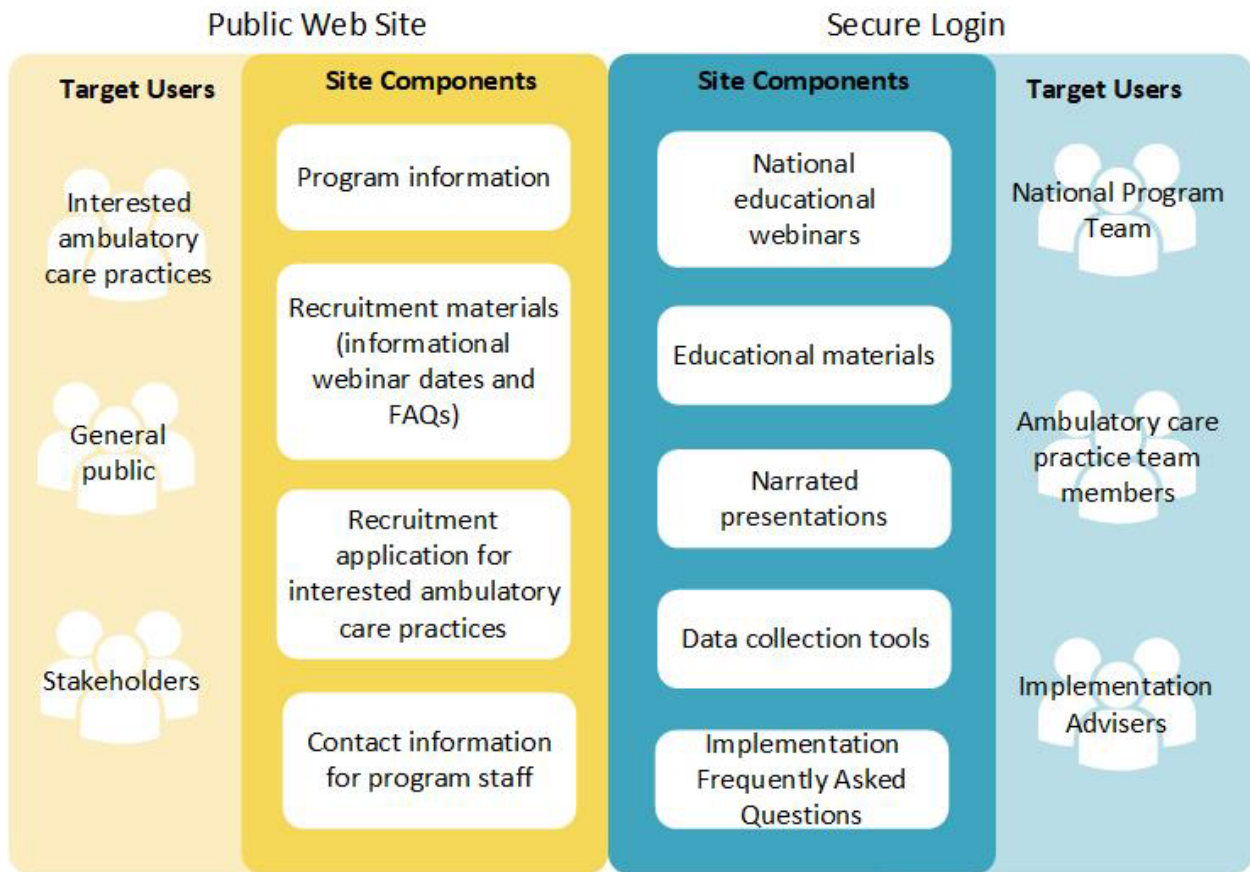 Public Web Site
Secure Login
Target Users
Interested
ambulatory
care practices
General
public
Stakeholders
Site Components
Program information
Recruitment materials
(informational
webinar dates and
FAQs)
Recruitment
application for
interested ambulatory
care practices
Contact information
for program staff
Site Components
National
educational
webinars
Educational materials
Narrated
presentations
Data collection tools
Implementation
Frequently Asked
Questions
Target Users
National Program
Team
Ambulatory care
practice team
members
Implementation
Advisers